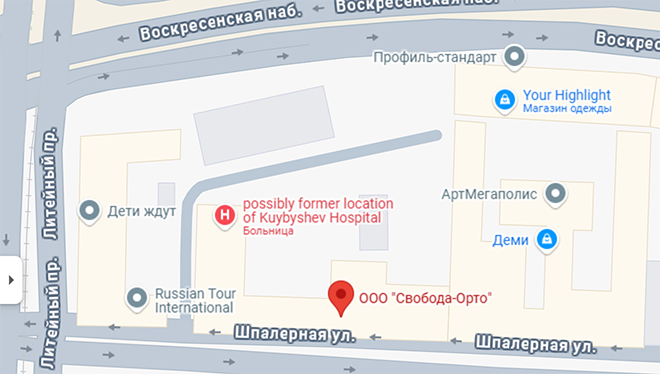 Воскресенская наб.
Воскресенская наб.
Воскрес
Профиль-стандарт
Your Highlight
Магазин одежды
Литейный пр.
АртМегаполис
possibly former location
of Kuybyshev Hospital
Больница
Дети ждут
Деми
Литейный пр.
Russian Tour
International
ООО "Свобода-Орто"
Шпалерная ул.
Шпалерная ул.